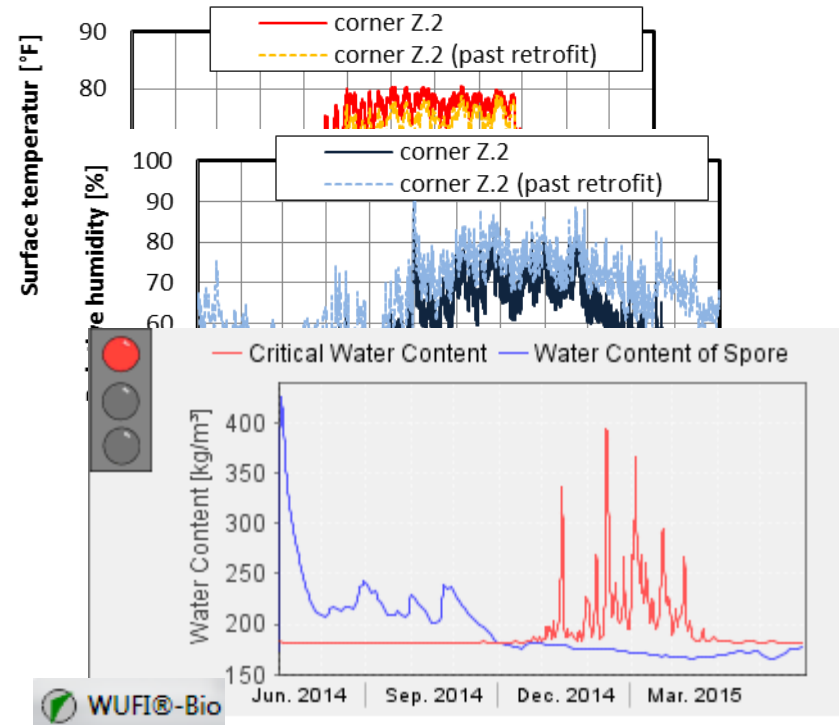 Surface temperatur [°F]
90
80
corner Z.2
corner Z.2 (past retrofit)
humidity [%]
100
90
80
70
60
corner Z.2
corner Z.2 (past retrofit)
Critical Water Content
Water Content of Spore
Water Content [kg/m³]
400
350
300
250
200
150
Jun. 2014
Sep. 2014
Dec. 2014
Mar. 2015
WUFI®-Bio